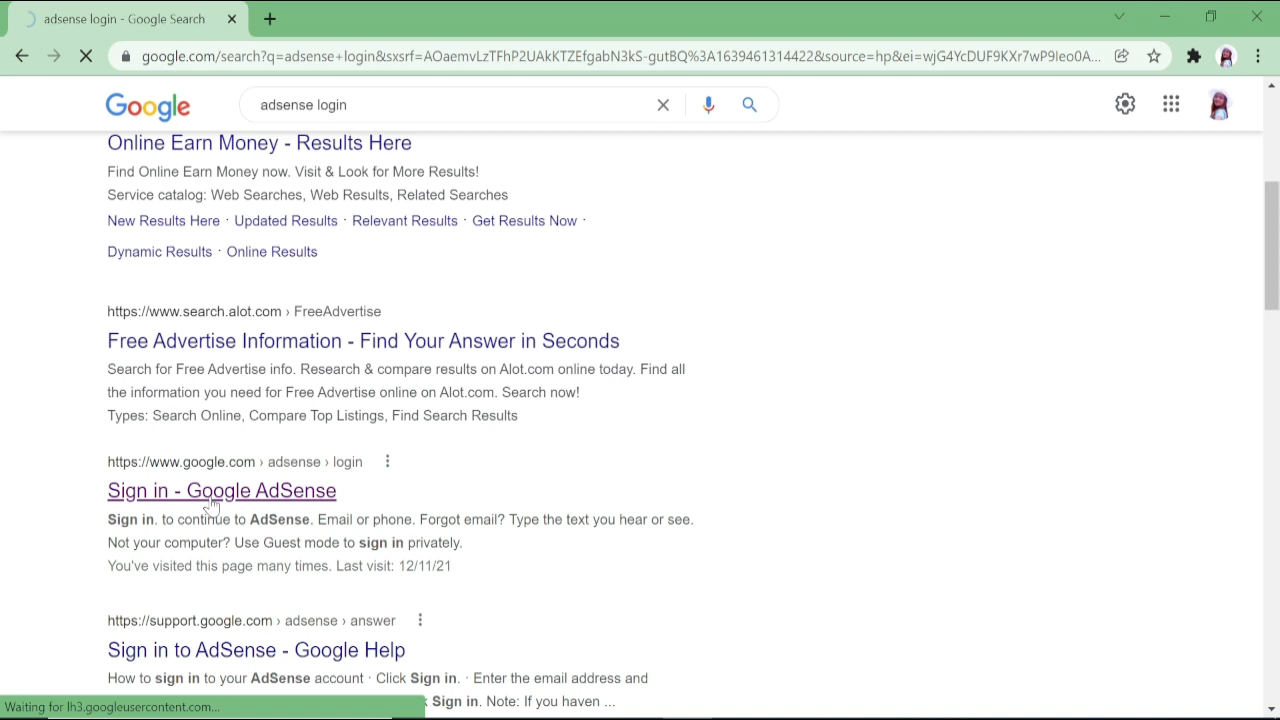 adsense login - Google Search
google.com/search?q=adsense+login&sxsrf=AOaemvLzTFhP2UAkKTZEfgabN3kS-gutBQ%3A1639461314422&source=hp&ei=wjG4YcDUF9KXr7wP9Ieo0A...
Google
adsense login
Online Earn Money - Results Here
Find Online Earn Money now. Visit & Look for More Results!
Service catalog: Web Searches, Web Results, Related Searches
New Results Here · Updated Results · Relevant Results · Get Results Now ·
Dynamic Results · Online Results
https://www.search.alot.com › FreeAdvertise
Free Advertise Information - Find Your Answer in Seconds
Search for Free Advertise info. Research & compare results on Alot.com online today. Find all
the information you need for Free Advertise online on Alot.com. Search now!
Types: Search Online, Compare Top Listings, Find Search Results
https://www.google.com › adsense › login
Sign in - Google AdSense
Sign in. to continue to AdSense. Email or phone. Forgot email? Type the text you hear or see.
Not your computer? Use Guest mode to sign in privately.
You've visited this page many times. Last visit: 12/11/21
https://support.google.com › adsense › answer
Sign in to AdSense - Google Help
How to sign in to your AdSense account · Click Sign in. · Enter the email address and
Sign in. Note: If you haven ...
Waiting for lh3.googleusercontent.com...